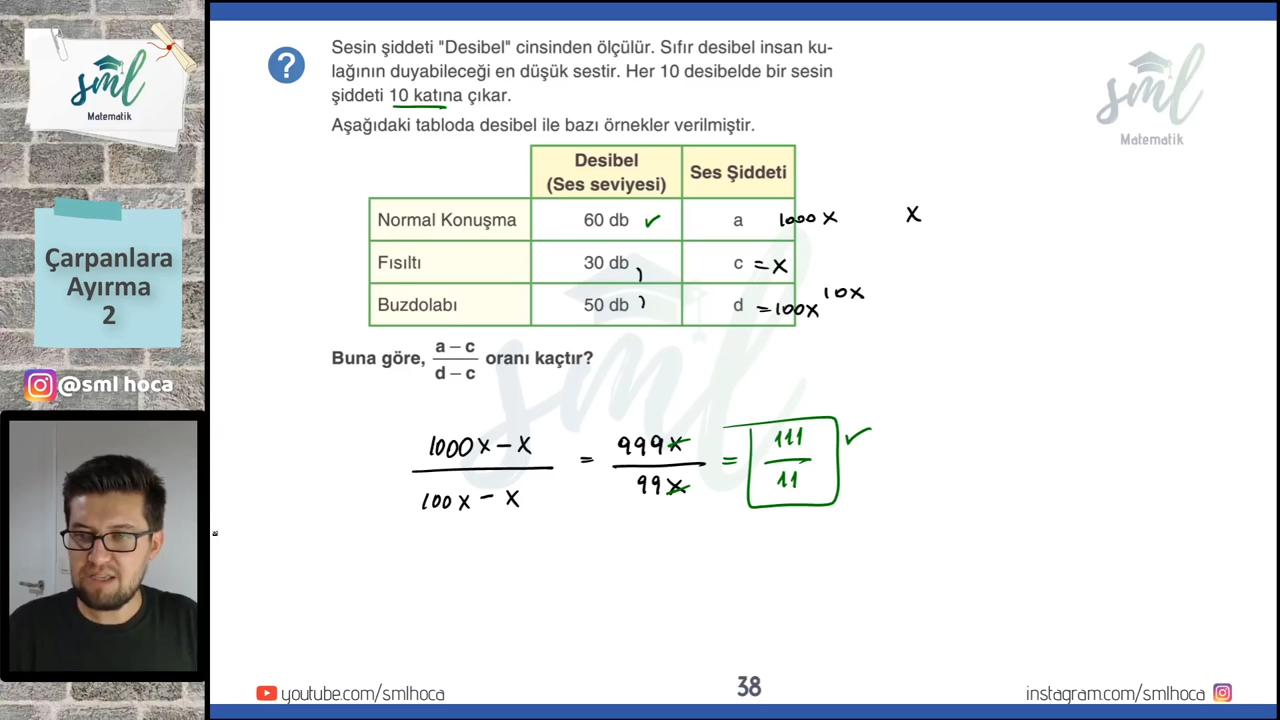 sml
Matematik
Çarpanlara
Ayırma
2
@sml hoca
?
Sesin şiddeti "Desibel" cinsinden ölçülür. Sıfır desibel insan ku-
lağının duyabileceği en düşük sestir. Her 10 desibelde bir sesin
şiddeti 10 katına çıkar.
Aşağıdaki tabloda desibel ile bazı örnekler verilmiştir.
sml
Matematik
Desibel
(Ses seviyesi)
Ses Şiddeti
Normal Konuşma 60 db ✓ a 1000x x
Fısıltı 30 db c = x
10x
Buzdolabı 50 db d = 100x
Buna göre, a – c / d – c oranı kaçtır?
1000x – x / 100x – x = 999x / 99x = 111 / 11 ✓
sml
youtube.com/smlhoca
38
instagram.com/smlhoca